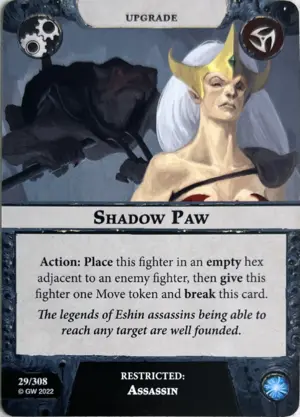 UPGRADE
SHADOW PAW
Action: Place this fighter in an empty hex
adjacent to an enemy fighter, then give this
fighter one Move token and break this card.
The legends of Eshin assassins being able to
reach any target are well founded.
29/308
© GW 2022
RESTRICTED:
ASSASSIN